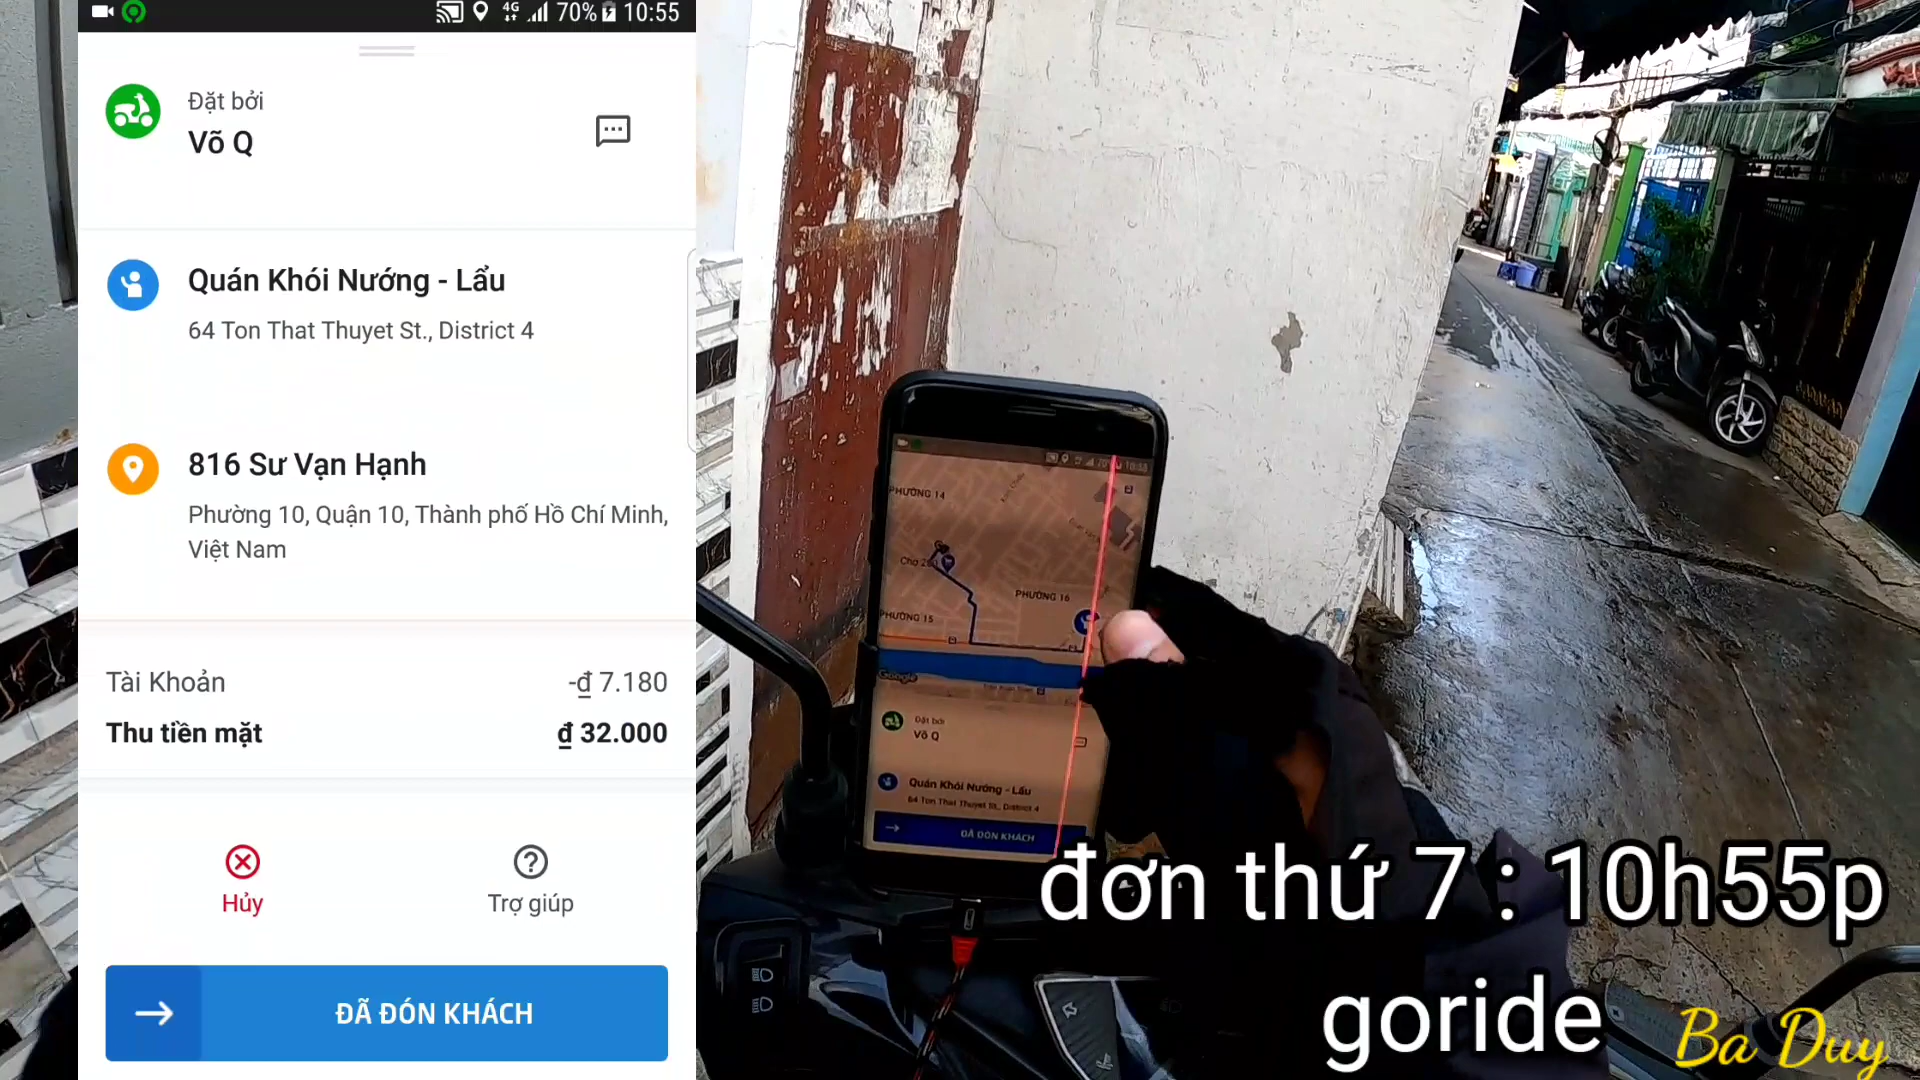 4G 70% 10:55
Đặt bởi
Võ Q
Quán Khói Nướng - Lẩu
64 Ton That Thuyet St., District 4
816 Sư Vạn Hạnh
Phường 10, Quận 10, Thành phố Hồ Chí Minh,
Việt Nam
Tài Khoản -₫ 7.180
Thu tiền mặt ₫ 32.000
Hủy Trợ giúp
ĐÃ ĐÓN KHÁCH
PHƯỜNG 14
PHƯỜNG 16
PHƯỜNG 15
Google
Đặt bởi
Võ Q
Quán Khói Nướng - Lẩu
64 Ton That Thuyet St., District 4
ĐÃ ĐÓN KHÁCH
đơn thứ 7 : 10h55p
goride
Ba Duy